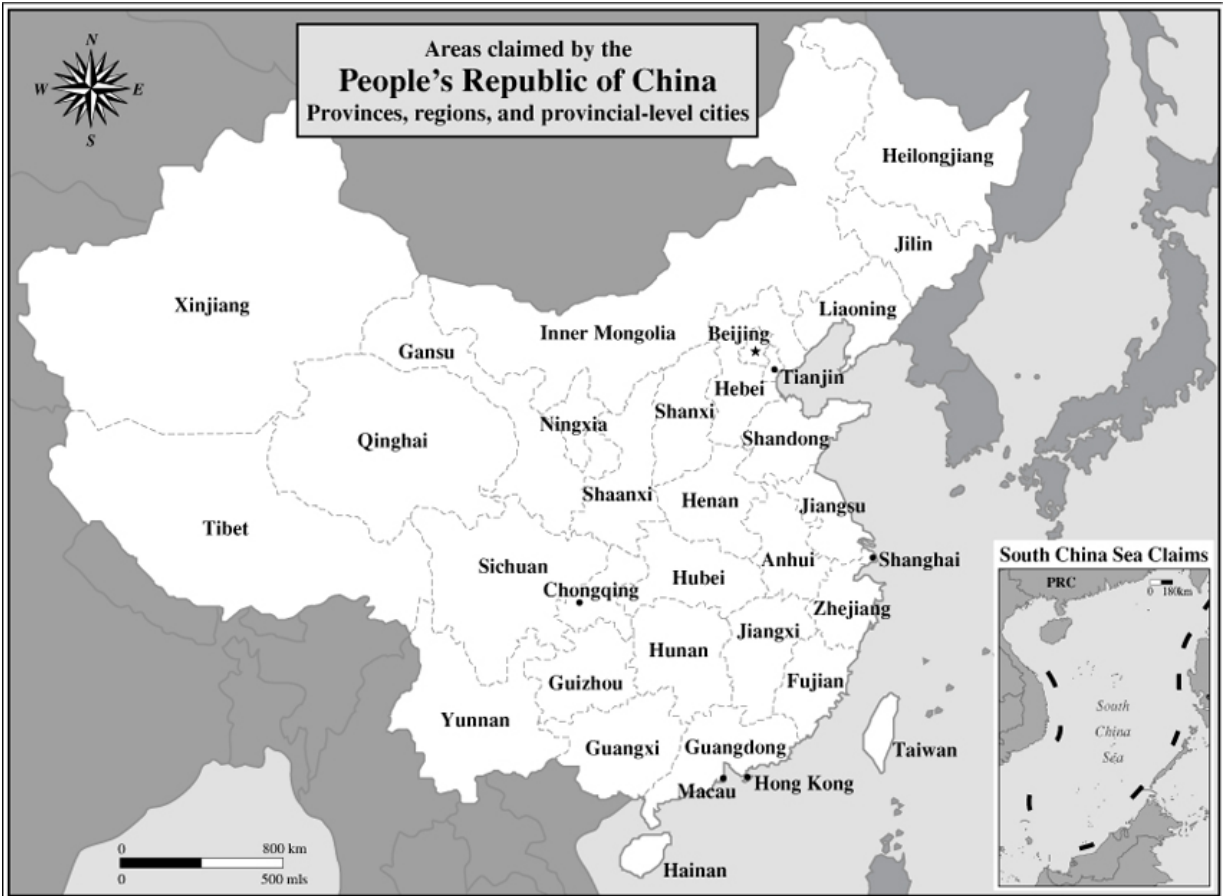 N
W
E
S
Areas claimed by the
People's Republic of China
Provinces, regions, and provincial-level cities
Heilongjiang
Jilin
Xinjiang
Liaoning
Inner Mongolia
Beijing
Gansu
Tianjin
Hebei
Shanxi
Ningxia
Qinghai
Shandong
Shaanxi
Henan
Jiangsu
Tibet
Sichuan
Anhui
Shanghai
Hubei
Chongqing
Zhejiang
Jiangxi
Hunan
Guizhou
Fujian
Yunnan
Guangxi
Guangdong
Taiwan
Macau
Hong Kong
Hainan
0 800 km
0 500 mls
South China Sea Claims
PRC
0 180km
South
China
Sea